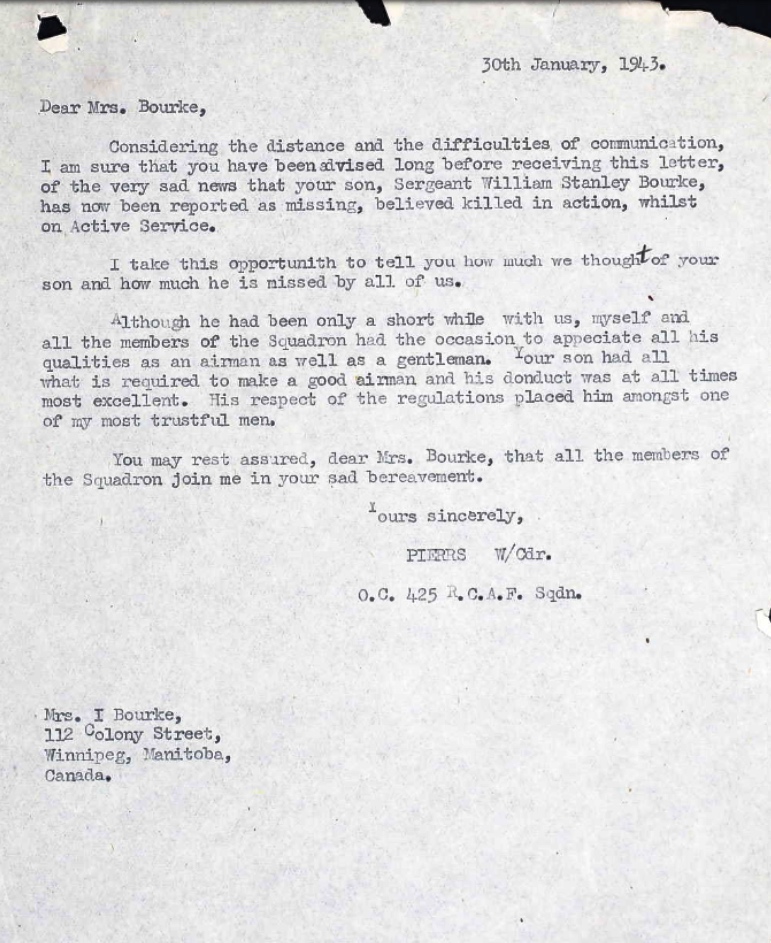 30th January, 1943.
Dear Mrs. Bourke,
Considering the distance and the difficulties of communication,
I am sure that you have been advised long before receiving this letter,
of the very sad news that your son, Sergeant William Stanley Bourke,
has now been reported as missing, believed killed in action, whilst
on Active Service.
I take this opportunith to tell you how much we thought of your
son and how much he is missed by all of us.
Although he had been only a short while with us, myself and
all the members of the Squadron had the occasion to appeciate all his
qualities as an airman as well as a gentleman. Your son had all
what is required to make a good airman and his donduct was at all times
most excellent. His respect of the regulations placed him amongst one
of my most trustful men.
You may rest assured, dear Mrs. Bourke, that all the members of
the Squadron join me in your sad bereavement.
Yours sincerely,
PIERRS W/Cdr.
O.C. 425 R.C.A.F. Sqdn.
Mrs. I Bourke,
112 Colony Street,
Winnipeg, Manitoba,
Canada.